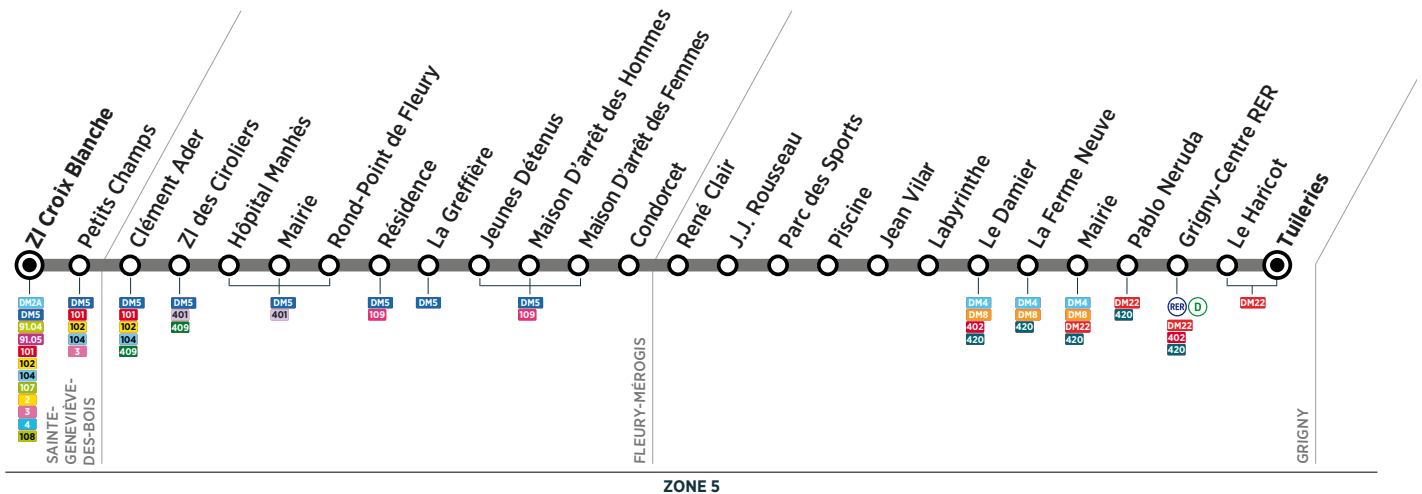 ZI Croix Blanche
Petits Champs
Clément Ader
ZI des Ciroliers
Hôpital Manhès
Mairie
Rond-Point de Fleury
Résidence
La Greffière
Jeunes Détenus
Maison D'arrêt des Hommes
Maison D'arrêt des Femmes
Condorcet
René Clair
J.J. Rousseau
Parc des Sports
Piscine
Jean Vilar
Labyrinthe
Le Damier
La Ferme Neuve
Mairie
Pablo Neruda
Grigny-Centre RER
Le Haricot
Tuileries
DM2A
DM5
91.04
91.05
101
102
104
107
2
3
4
108
DM5
101
102
104
3
DM5
101
102
104
409
DM5
401
409
DM5
401
DM5
109
DM5
DM5
109
DM4
DM8
402
420
DM4
DM8
420
DM4
DM8
DM22
420
DM22
420
RER D
DM22
402
420
DM22
SAINTE-
GENEVIÈVE-
DES-BOIS
FLEURY-MÉROGIS
GRIGNY
ZONE 5